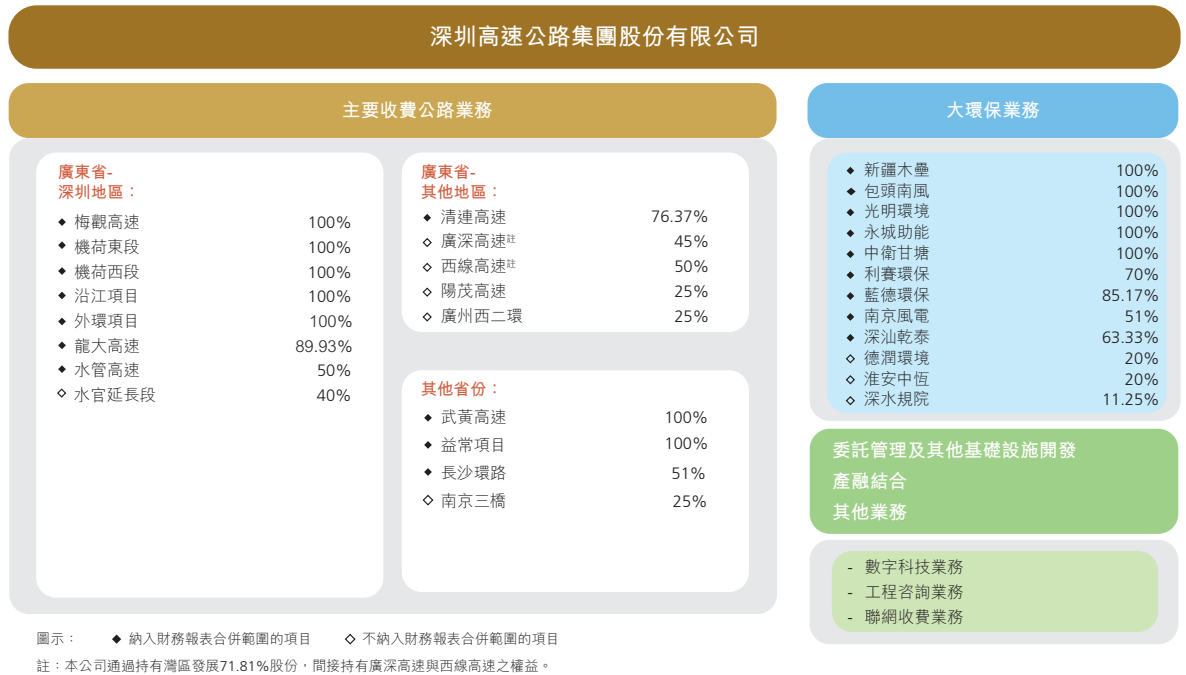 深圳高速公路集團股份有限公司
主要收費公路業務
廣東省-
深圳地區：
◆ 梅觀高速 100%
◆ 機荷東段 100%
◆ 機荷西段 100%
◆ 沿江項目 100%
◆ 外環項目 100%
◆ 龍大高速 89.93%
◆ 水管高速 50%
◇ 水官延長段 40%
廣東省-
其他地區：
◆ 清連高速 76.37%
◇ 廣深高速註 45%
◇ 西線高速註 50%
◇ 陽茂高速 25%
◇ 廣州西二環 25%
其他省份：
◆ 武黃高速 100%
◆ 益常項目 100%
◆ 長沙環路 51%
◇ 南京三橋 25%
大環保業務
◆ 新疆木壘 100%
◆ 包頭南風 100%
◆ 光明環境 100%
◆ 永城助能 100%
◆ 中衛甘塘 100%
◆ 利賽環保 70%
◆ 藍德環保 85.17%
◆ 南京風電 51%
◆ 深汕乾泰 63.33%
◇ 德潤環境 20%
◇ 淮安中恆 20%
◇ 深水規院 11.25%
委託管理及其他基礎設施開發
產融結合
其他業務
- 數字科技業務
- 工程咨詢業務
- 聯網收費業務
圖示： ◆ 納入財務報表合併範圍的項目 ◇ 不納入財務報表合併範圍的項目
註：本公司通過持有灣區發展71.81%股份，間接持有廣深高速與西線高速之權益。